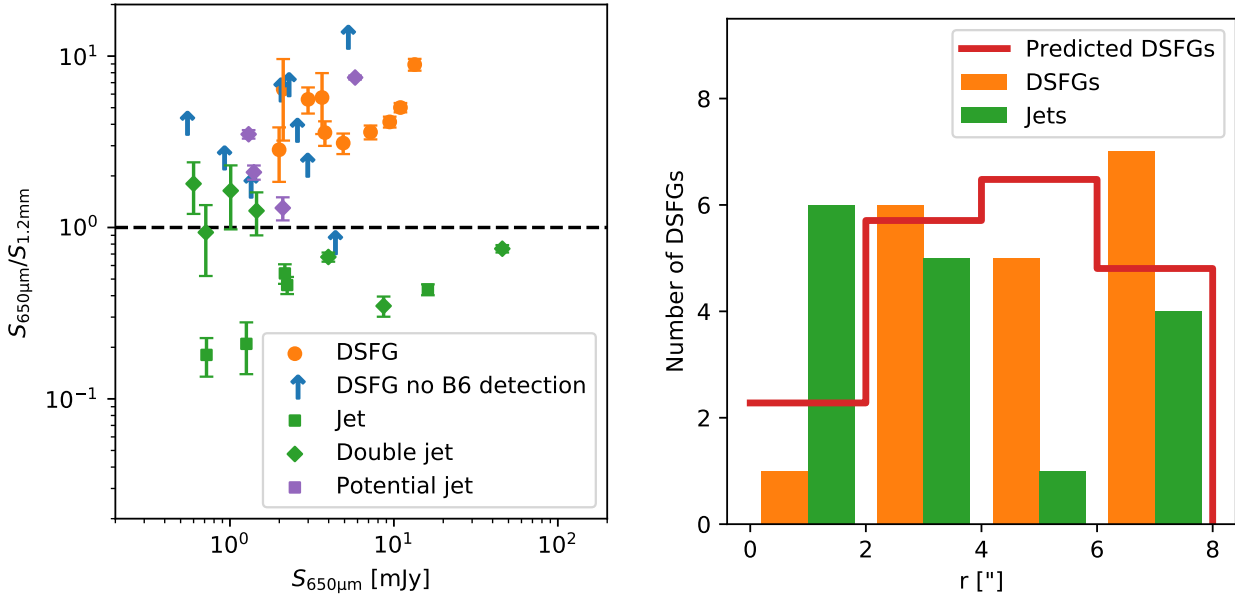 10¹
10⁰
10⁻¹
S₆₅₀μm/S₁.₂mm
DSFG
DSFG no B6 detection
Jet
Double jet
Potential jet
10⁰
10¹
10²
S₆₅₀μm [mJy]
Predicted DSFGs
DSFGs
Jets
8
6
4
2
0
Number of DSFGs
0
2
4
6
8
r ["]